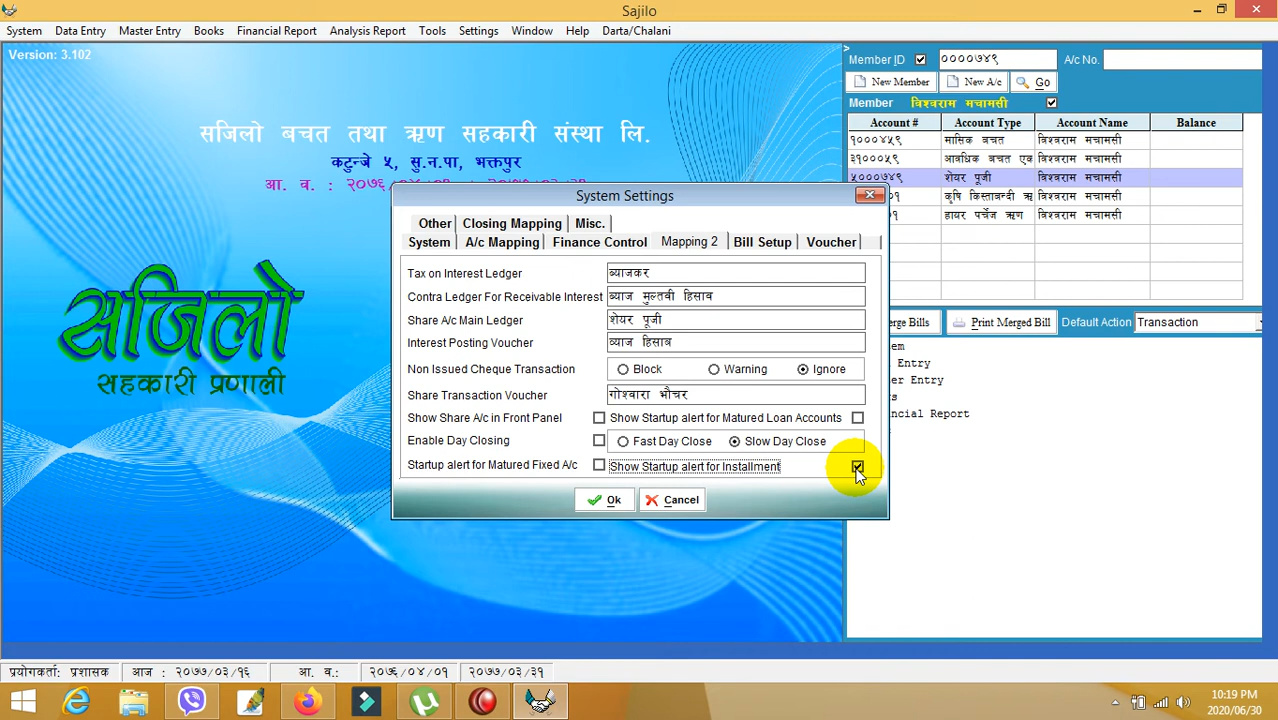 Sajilo
System Data Entry Master Entry Books Financial Report Analysis Report Tools Settings Window Help Darta/Chalani
Version: 3.102
सजिलो बचत तथा ऋण सहकारी संस्था लि.
कटुन्जे ५, सु.न.पा, भक्तपुर
आ. व. : २०७६/०४/०१
सजिलो
सहकारी प्रणाली
>
Member ID ०००७४९ A/c No.
New Member New A/c Go
Member विश्वराम मचामसी
Account # Account Type Account Name Balance
१०००४५९ मासिक बचत विश्वराम मचामसी
३१०००५९ आवधिक बचत एक विश्वराम मचामसी
५०००७४९ शेयर पूजी विश्वराम मचामसी
०१ कृषि किस्ताबन्दी ऋ विश्वराम मचामसी
१ हायर पर्चेज ऋण विश्वराम मचामसी
erge Bills Print Merged Bill Default Action Transaction
em
Entry
er Entry
s
ncial Report
System Settings
Other Closing Mapping Misc.
System A/c Mapping Finance Control Mapping 2 Bill Setup Voucher
Tax on Interest Ledger ब्याजकर
Contra Ledger For Receivable Interest ब्याज मुल्तवी हिसाव
Share A/c Main Ledger शेयर पूजी
Interest Posting Voucher ब्याज हिसाव
Non Issued Cheque Transaction Block Warning Ignore
Share Transaction Voucher गोश्वारा भौचर
Show Share A/c in Front Panel Show Startup alert for Matured Loan Accounts
Enable Day Closing Fast Day Close Slow Day Close
Startup alert for Matured Fixed A/c Show Startup alert for Installment
Ok Cancel
प्रयोगकर्ता: प्रशासक आज : २०७७/०३/१६ आ. व.: २०७६/०४/०१ २०७७/०३/३१
10:19 PM
2020/06/30